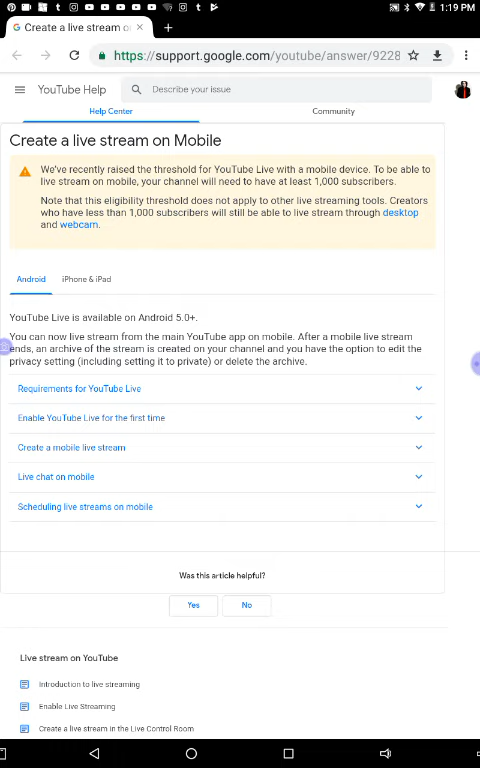 1:19 PM
Create a live stream o
https://support.google.com/youtube/answer/9228
YouTube Help
Describe your issue
Help Center
Community
Create a live stream on Mobile
We've recently raised the threshold for YouTube Live with a mobile device. To be able to
live stream on mobile, your channel will need to have at least 1,000 subscribers.
Note that this eligibility threshold does not apply to other live streaming tools. Creators
who have less than 1,000 subscribers will still be able to live stream through desktop
and webcam.
Android
iPhone & iPad
YouTube Live is available on Android 5.0+.
You can now live stream from the main YouTube app on mobile. After a mobile live stream
ends, an archive of the stream is created on your channel and you have the option to edit the
privacy setting (including setting it to private) or delete the archive.
Requirements for YouTube Live
Enable YouTube Live for the first time
Create a mobile live stream
Live chat on mobile
Scheduling live streams on mobile
Was this article helpful?
Yes
No
Live stream on YouTube
Introduction to live streaming
Enable Live Streaming
Create a live stream in the Live Control Room